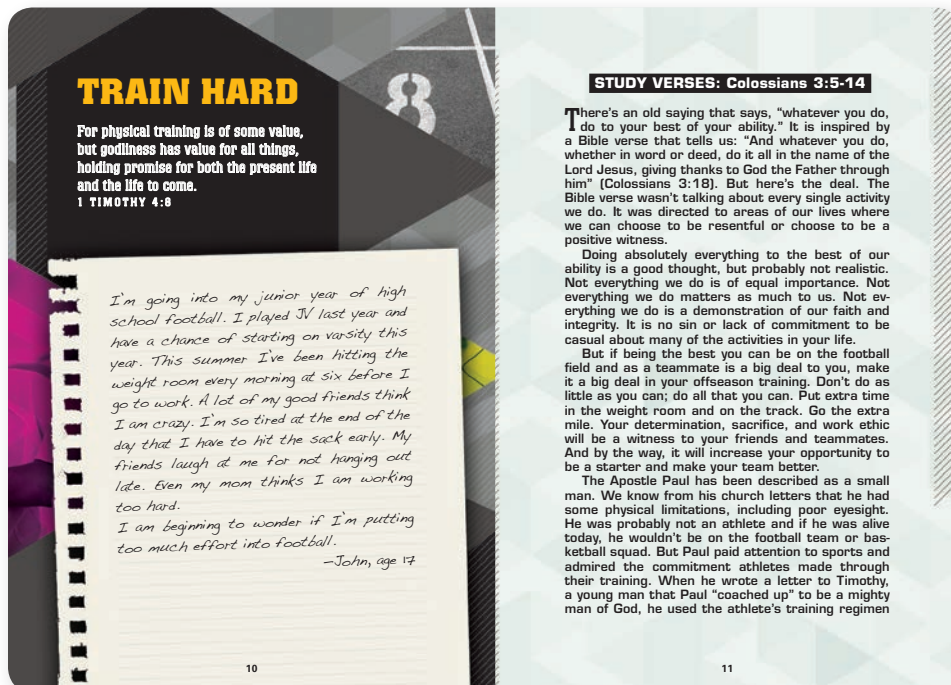 8
TRAIN HARD
For physical training is of some value,
but godliness has value for all things,
holding promise for both the present life
and the life to come.
1 TIMOTHY 4:8
I'm going into my junior year of high
school football. I played JV last year and
have a chance of starting on varsity this
year. This summer I've been hitting the
weight room every morning at six before I
go to work. A lot of my good friends think
I am crazy. I'm so tired at the end of the
day that I have to hit the sack early. My
friends laugh at me for not hanging out
late. Even my mom thinks I am working
too hard.
I am beginning to wonder if I'm putting
too much effort into football.
–John, age 17
10
STUDY VERSES: Colossians 3:5-14
There's an old saying that says, “whatever you do,
do to your best of your ability.” It is inspired by
a Bible verse that tells us: “And whatever you do,
whether in word or deed, do it all in the name of the
Lord Jesus, giving thanks to God the Father through
him” (Colossians 3:18). But here's the deal. The
Bible verse wasn't talking about every single activity
we do. It was directed to areas of our lives where
we can choose to be resentful or choose to be a
positive witness.
Doing absolutely everything to the best of our
ability is a good thought, but probably not realistic.
Not everything we do is of equal importance. Not
everything we do matters as much to us. Not ev-
erything we do is a demonstration of our faith and
integrity. It is no sin or lack of commitment to be
casual about many of the activities in your life.
But if being the best you can be on the football
field and as a teammate is a big deal to you, make
it a big deal in your offseason training. Don't do as
little as you can; do all that you can. Put extra time
in the weight room and on the track. Go the extra
mile. Your determination, sacrifice, and work ethic
will be a witness to your friends and teammates.
And by the way, it will increase your opportunity to
be a starter and make your team better.
The Apostle Paul has been described as a small
man. We know from his church letters that he had
some physical limitations, including poor eyesight.
He was probably not an athlete and if he was alive
today, he wouldn't be on the football team or bas-
ketball squad. But Paul paid attention to sports and
admired the commitment athletes made through
their training. When he wrote a letter to Timothy,
a young man that Paul “coached up” to be a mighty
man of God, he used the athlete's training regimen
11